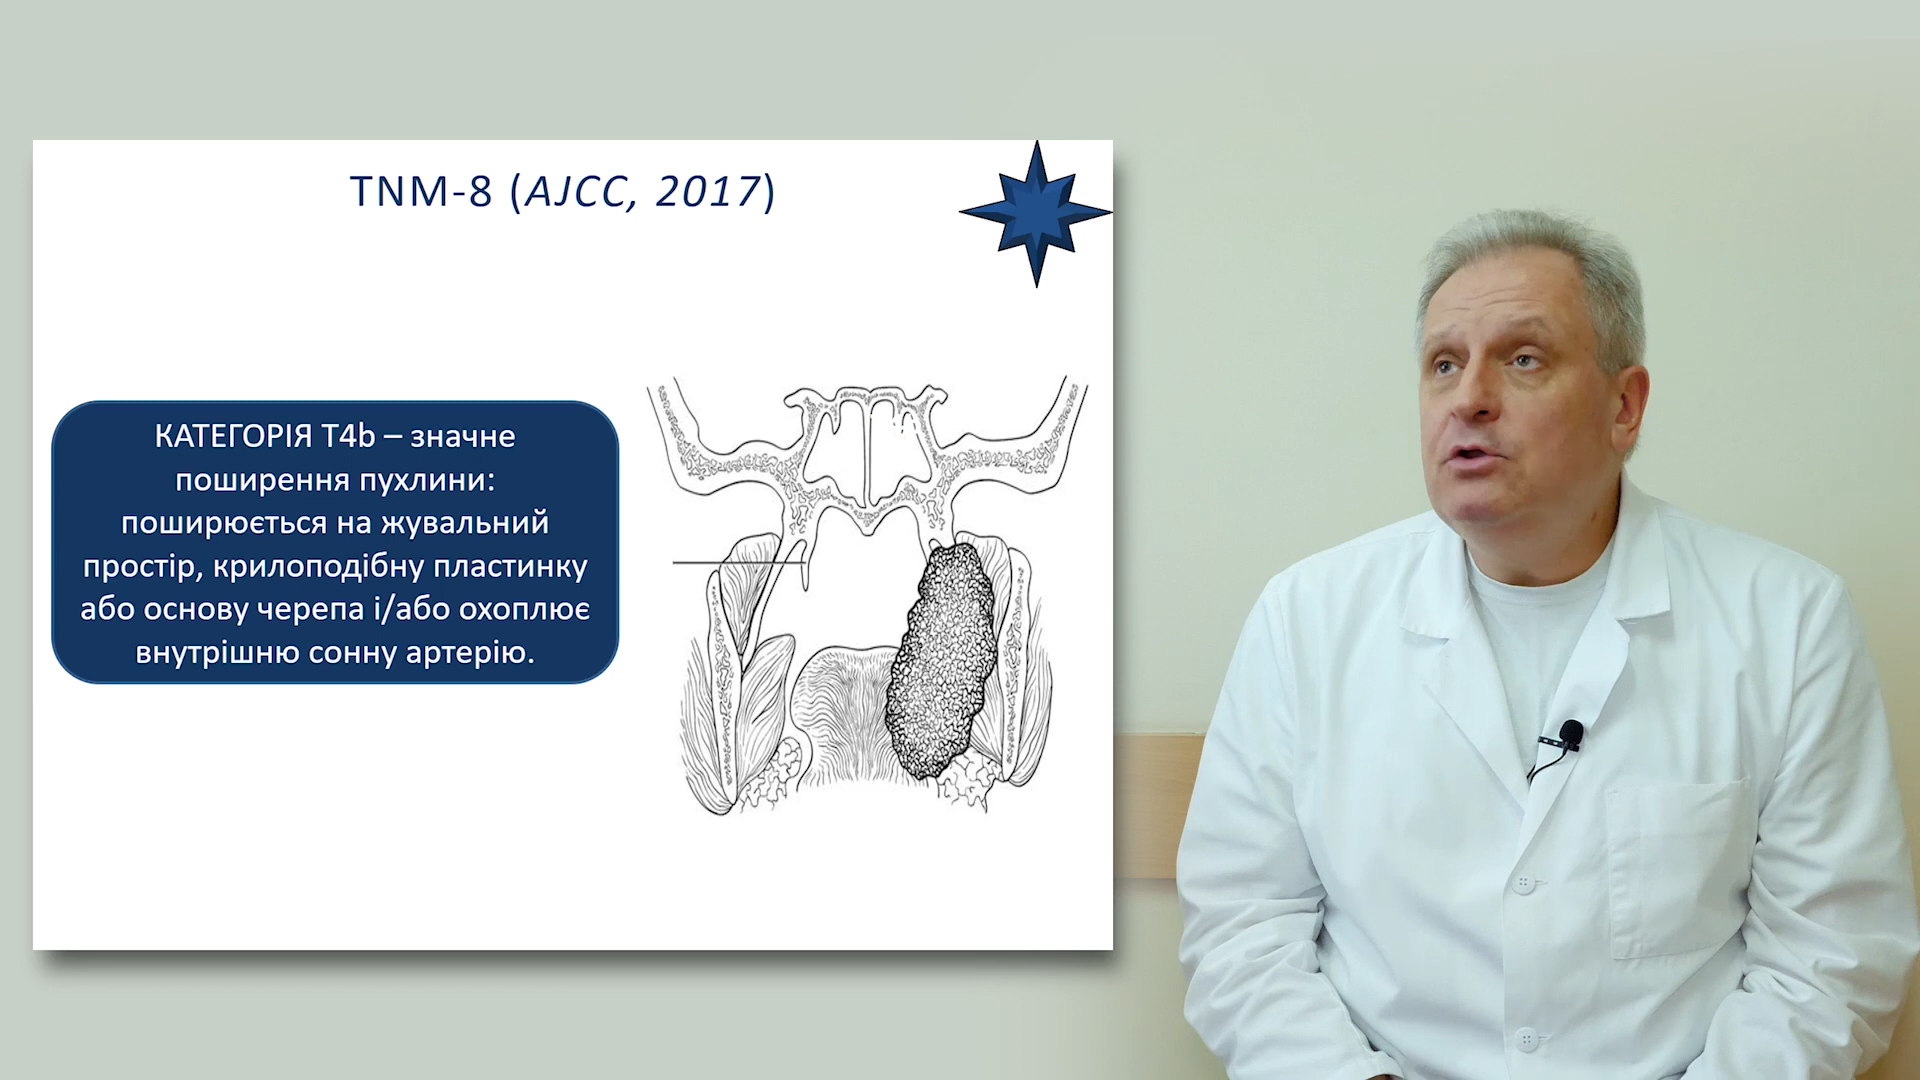 TNM-8 (AJCC, 2017)
КАТЕГОРІЯ T4b – значне
поширення пухлини:
поширюється на жувальний
простір, крилоподібну пластинку
або основу черепа і/або охоплює
внутрішню сонну артерію.